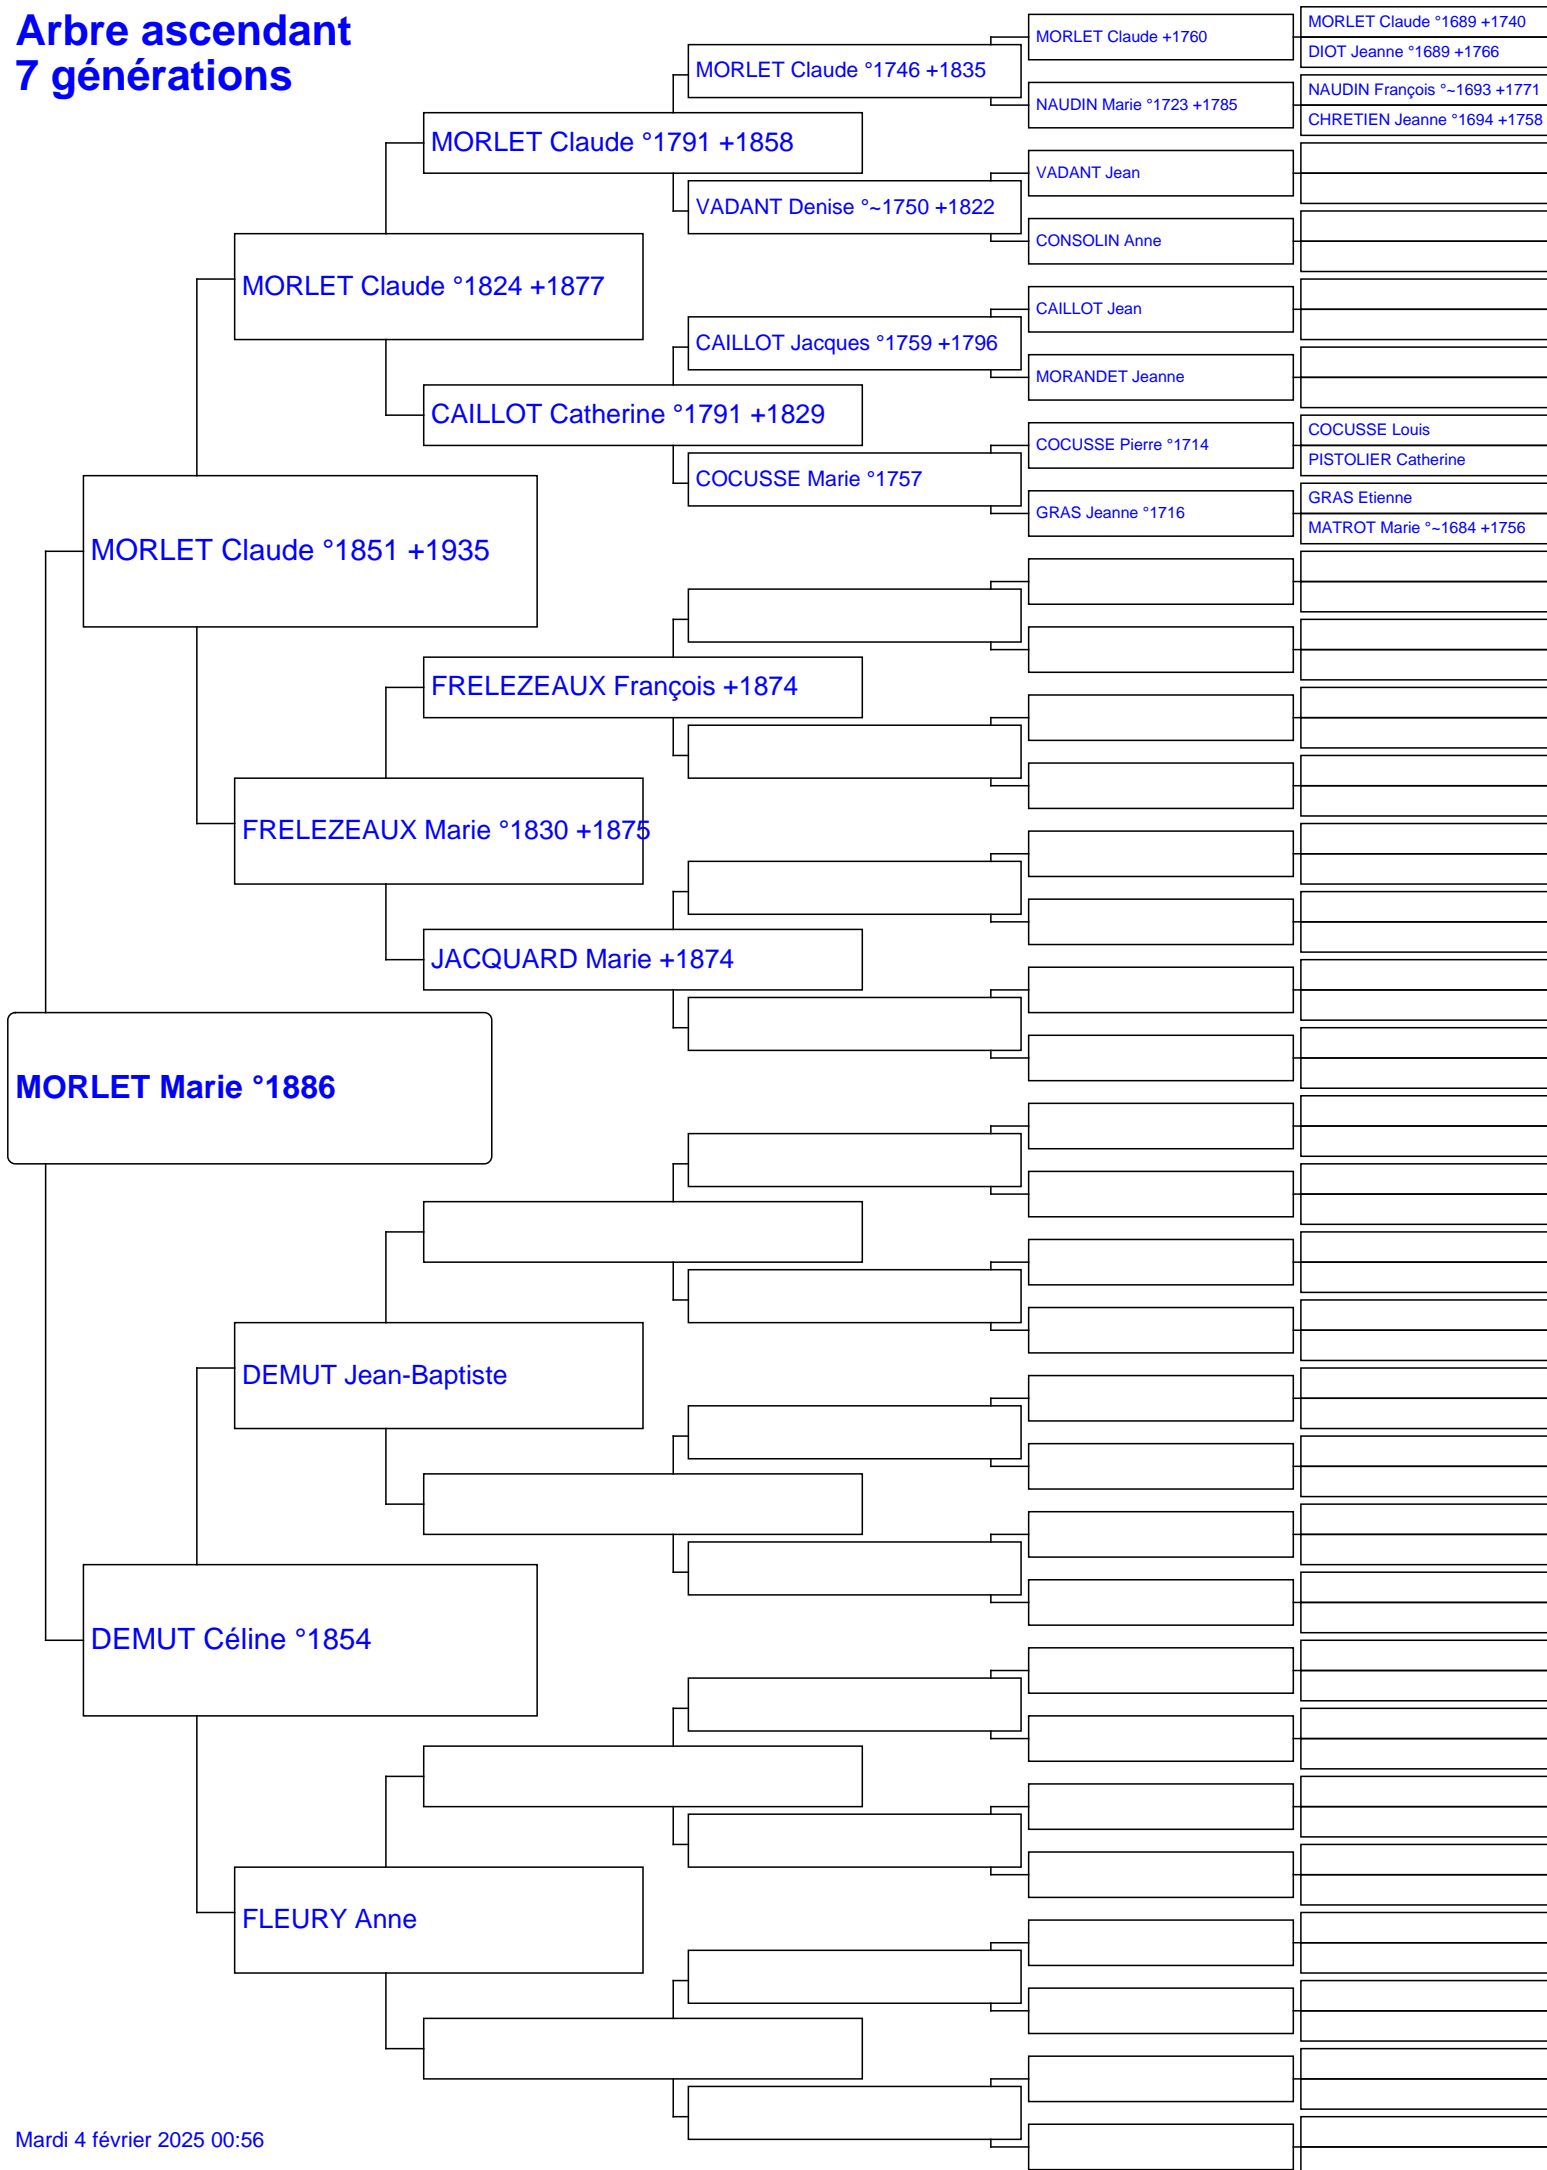 Arbre ascendant
7 générations
MORLET Claude °1689 +1740
MORLET Claude +1760
DIOT Jeanne °1689 +1766
MORLET Claude °1746 +1835
NAUDIN François °~1693 +1771
NAUDIN Marie °1723 +1785
CHRETIEN Jeanne °1694 +1758
MORLET Claude °1791 +1858
VADANT Jean
VADANT Denise °~1750 +1822
CONSOLIN Anne
MORLET Claude °1824 +1877
CAILLOT Jean
CAILLOT Jacques °1759 +1796
MORANDET Jeanne
CAILLOT Catherine °1791 +1829
COCUSSE Louis
COCUSSE Pierre °1714
PISTOLIER Catherine
COCUSSE Marie °1757
GRAS Etienne
GRAS Jeanne °1716
MATROT Marie °~1684 +1756
MORLET Claude °1851 +1935
FRELEZEAUX François +1874
FRELEZEAUX Marie °1830 +1875
JACQUARD Marie +1874
MORLET Marie °1886
DEMUT Jean-Baptiste
DEMUT Céline °1854
FLEURY Anne
Mardi 4 février 2025 00:56